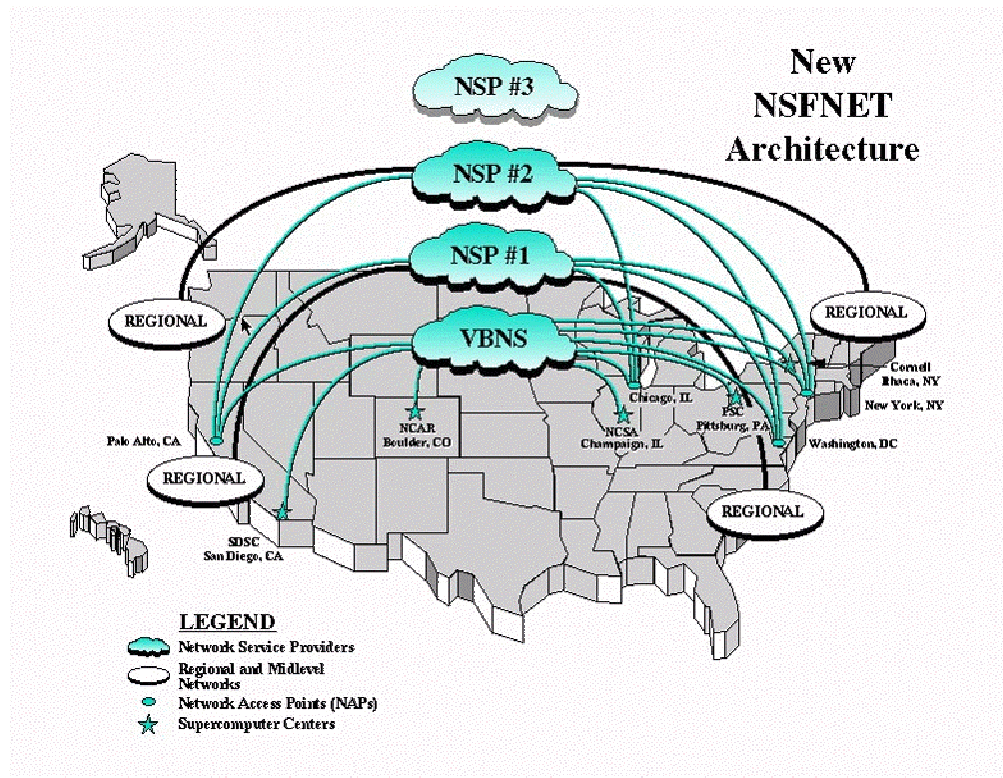 New
NSFNET
Architecture
NSP #3
NSP #2
NSP #1
VBNS
REGIONAL
REGIONAL
REGIONAL
REGIONAL
Cornell
Ithaca, NY
New York, NY
Chicago, IL
PSC
Pittsburg, PA
NCAR
Boulder, CO
NCSA
Champaign, IL
Palo Alto, CA
Washington, DC
SDSC
San Diego, CA
LEGEND
Network Service Providers
Regional and Midlevel
Networks
Network Access Points (NAPs)
Supercomputer Centers